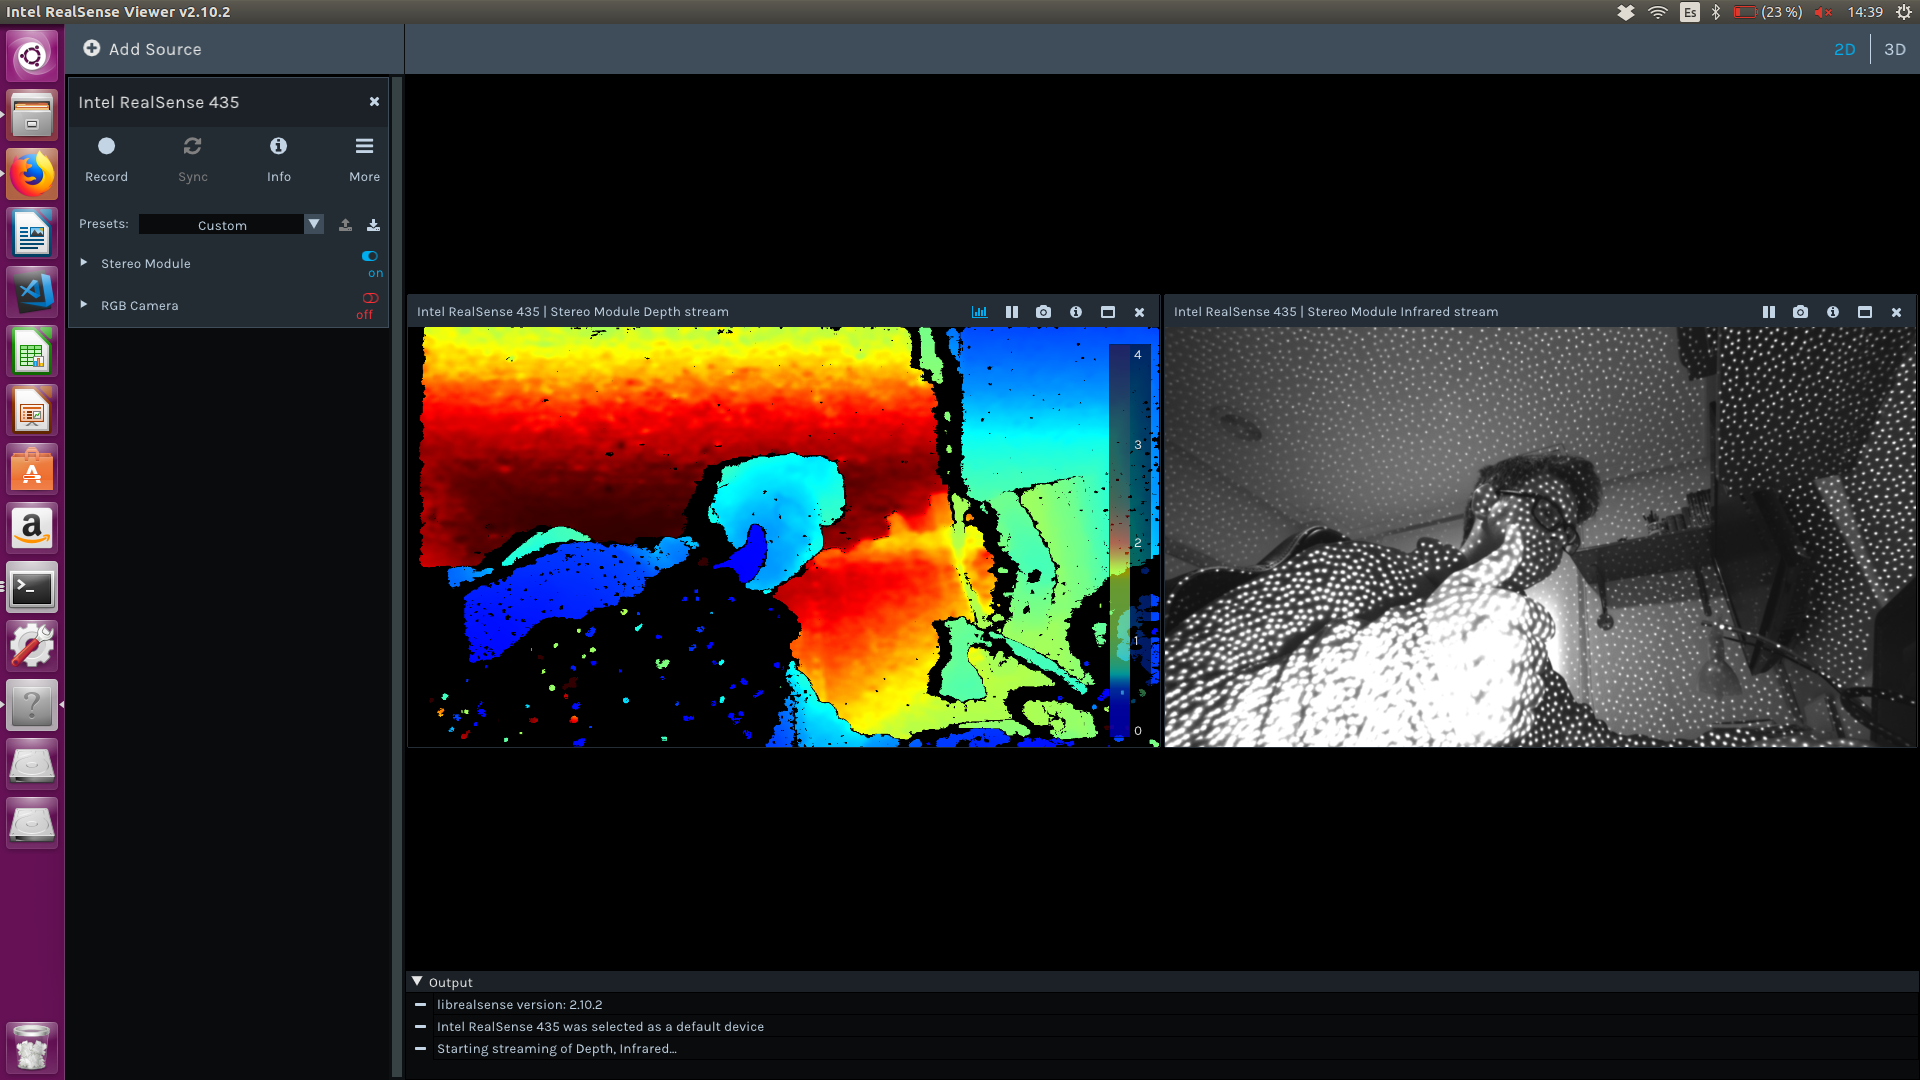 Intel RealSense Viewer v2.10.2
Es
(23 %)
14:39
Add Source
2D
3D
Intel RealSense 435
Record
Sync
Info
More
Presets:
Custom
Stereo Module
on
RGB Camera
off
Intel RealSense 435 | Stereo Module Depth stream
4
3
2
1
0
Intel RealSense 435 | Stereo Module Infrared stream
A
a
>_
?
Output
librealsense version: 2.10.2
Intel RealSense 435 was selected as a default device
Starting streaming of Depth, Infrared...